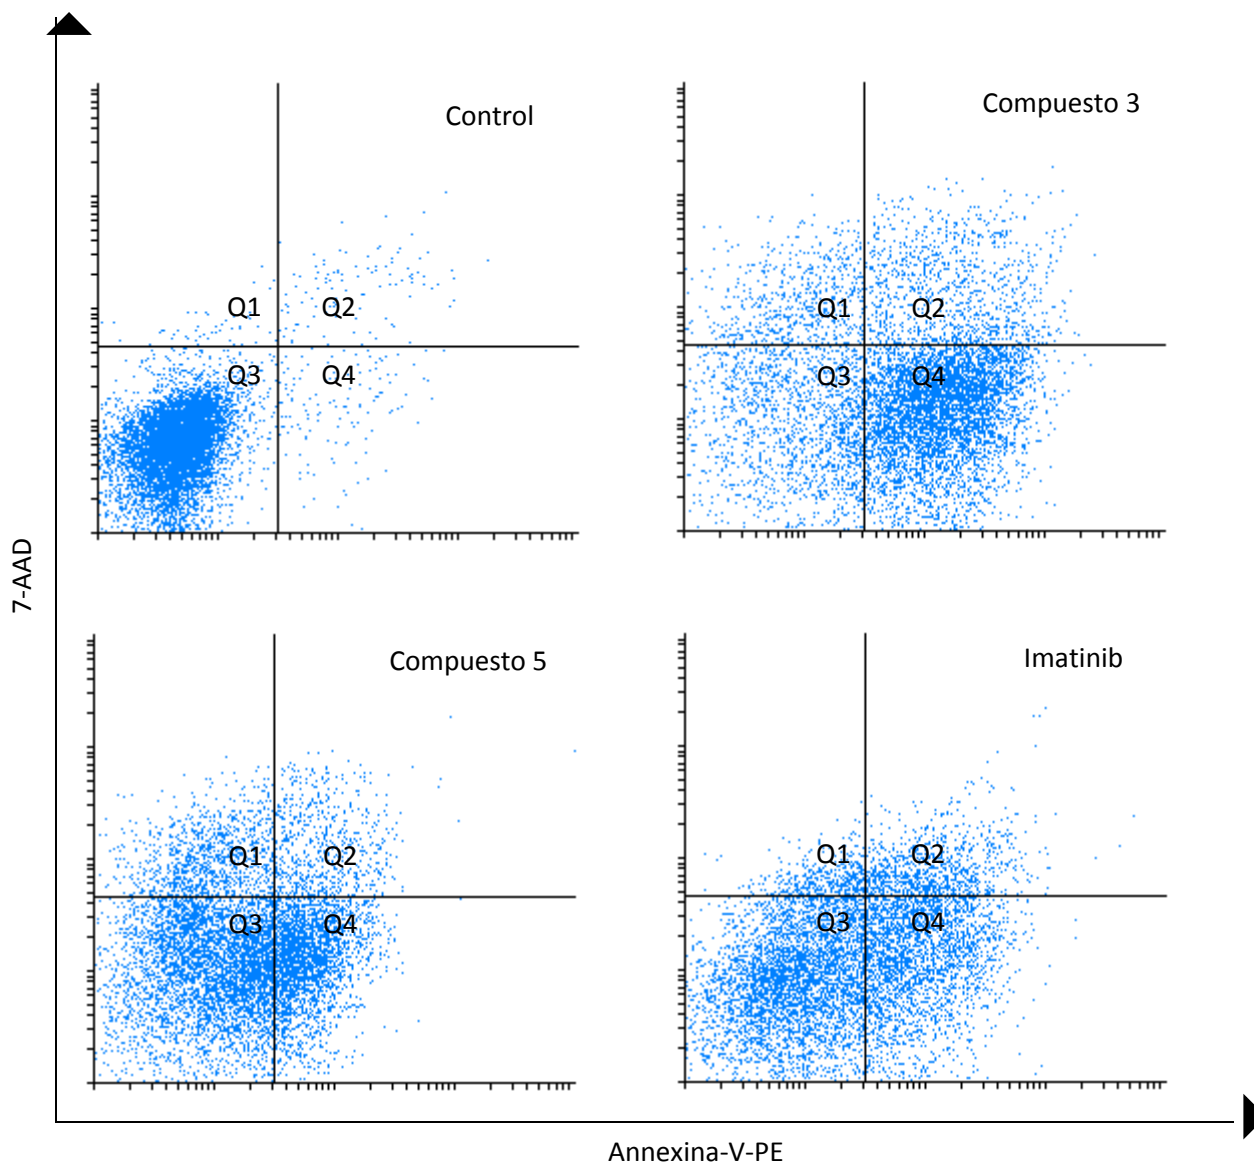 Control
Compuesto 3
Q1
Q2
Q3
Q4
Q1
Q2
Q3
Q4
7-AAD
Compuesto 5
Imatinib
Q1
Q2
Q3
Q4
Q1
Q2
Q3
Q4
Annexina-V-PE